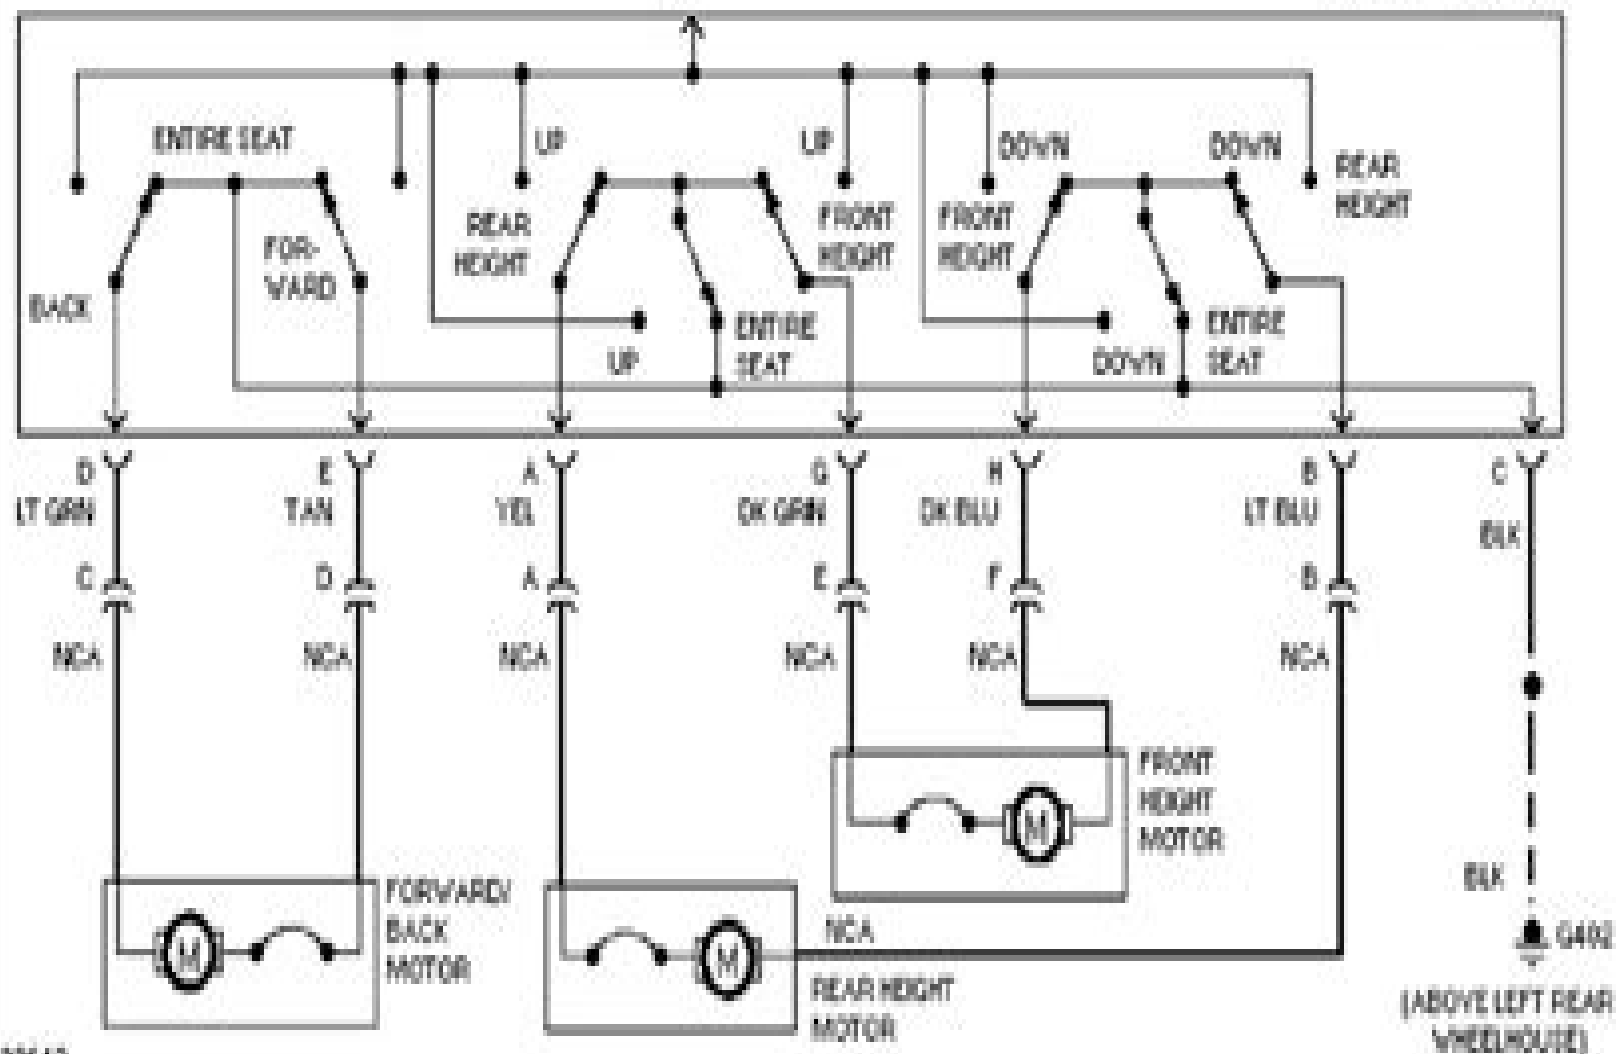 ENTIRE SEAT
UP
UP
DOWN
DOWN
REAR
HEIGHT
REAR
HEIGHT
FRONT
HEIGHT
FRONT
HEIGHT
FOR-
WARD
BACK
ENTIRE
SEAT
UP
ENTIRE
SEAT
DOWN
D
E
A
G
H
B
C
LT GRN
TAN
YEL
DK GRN
DK BLU
LT BLU
BLK
C
D
A
E
F
B
NCA
NCA
NCA
NCA
NCA
NCA
FRONT
HEIGHT
MOTOR
M
BLK
FORWARD/
BACK
MOTOR
M
M
NCA
REAR HEIGHT
MOTOR
G402
(ABOVE LEFT REAR
WHEELHOUSE)